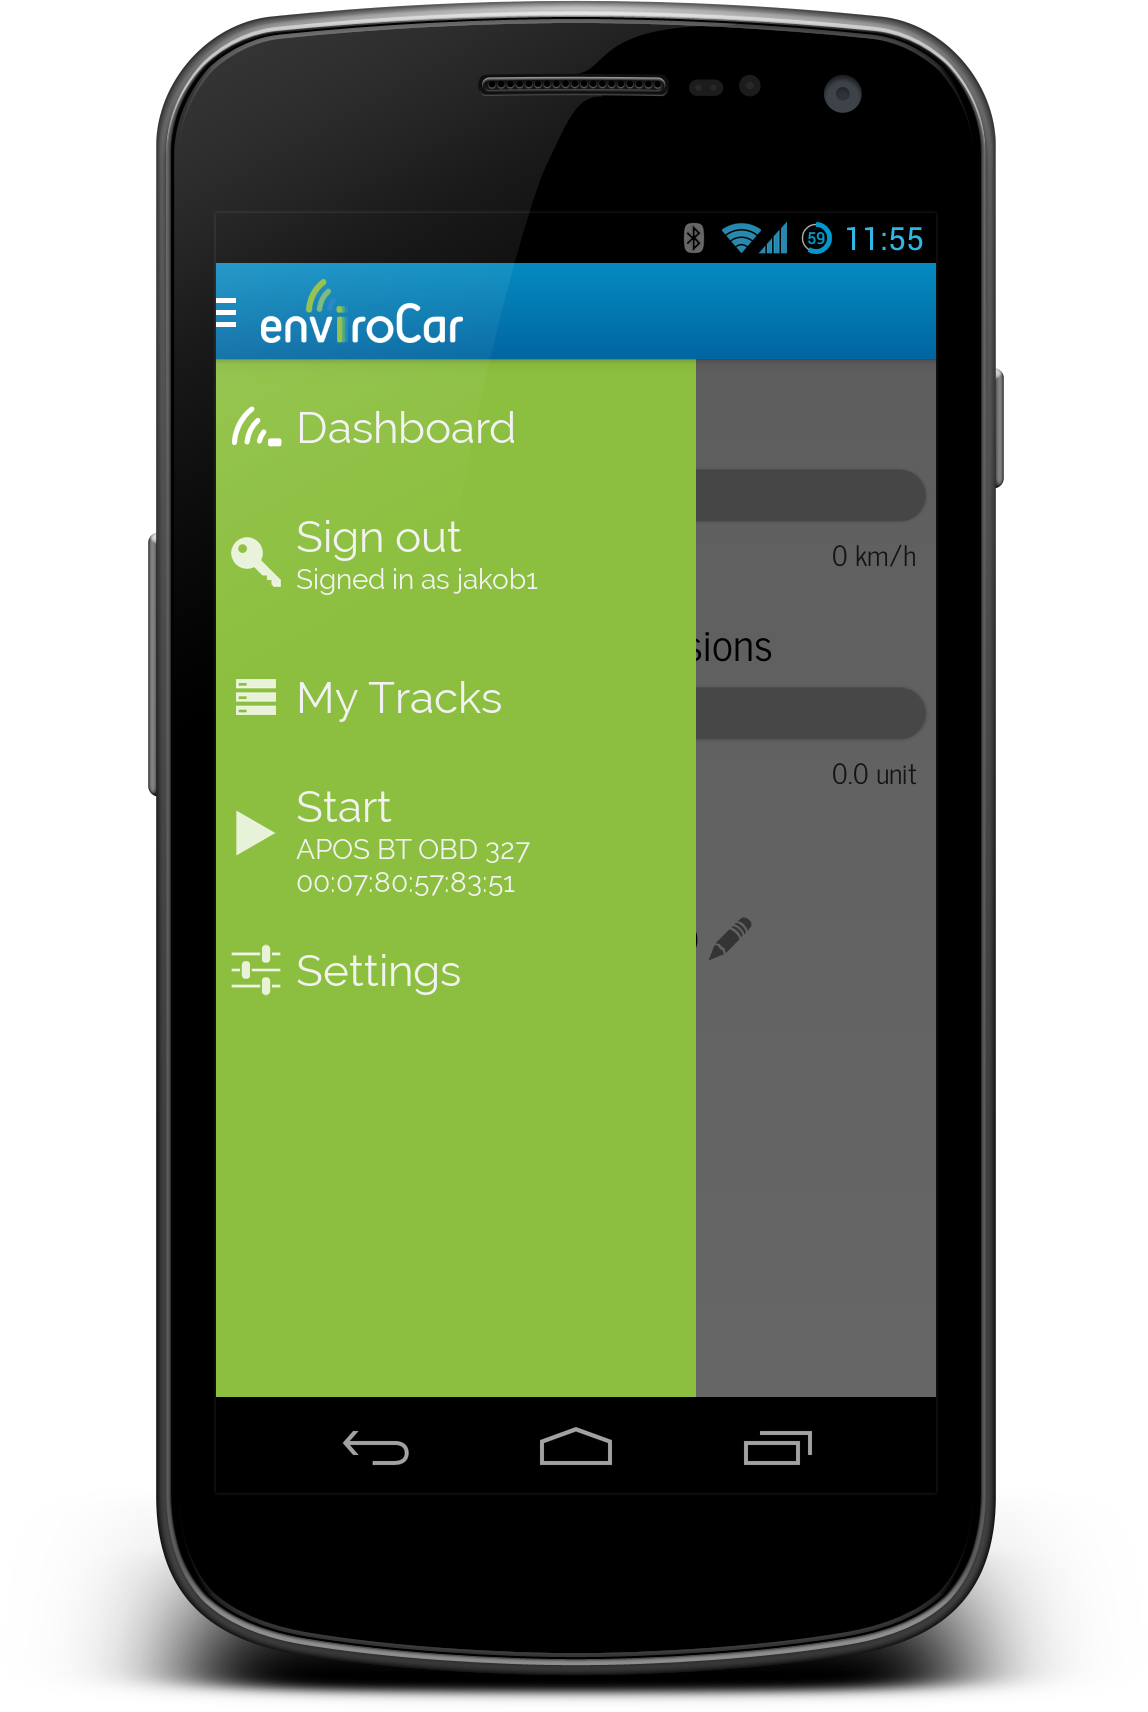 59 11:55
enviroCar
Dashboard
Sign out
Signed in as jakob1
0 km/h
sions
My Tracks
0.0 unit
Start
APOS BT OBD 327
00:07:80:57:83:51
Settings